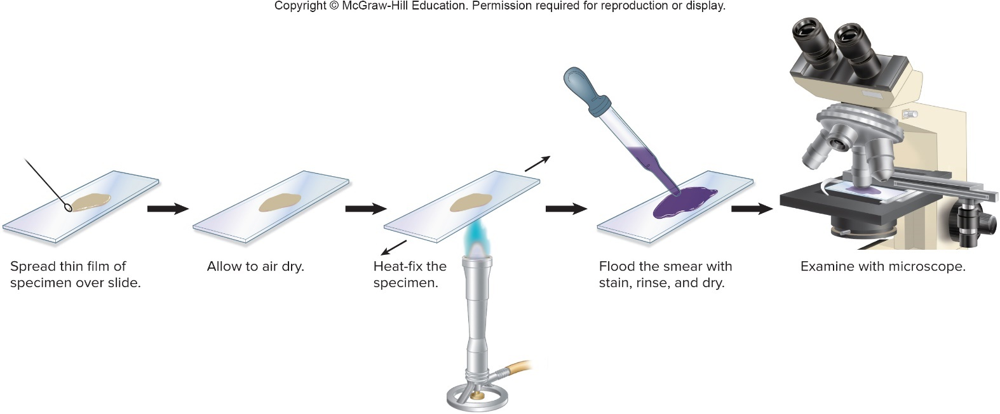 Copyright © McGraw-Hill Education. Permission required for reproduction or display.
Spread thin film of
specimen over slide.
Allow to air dry.
Heat-fix the
specimen.
Flood the smear with
stain, rinse, and dry.
Examine with microscope.